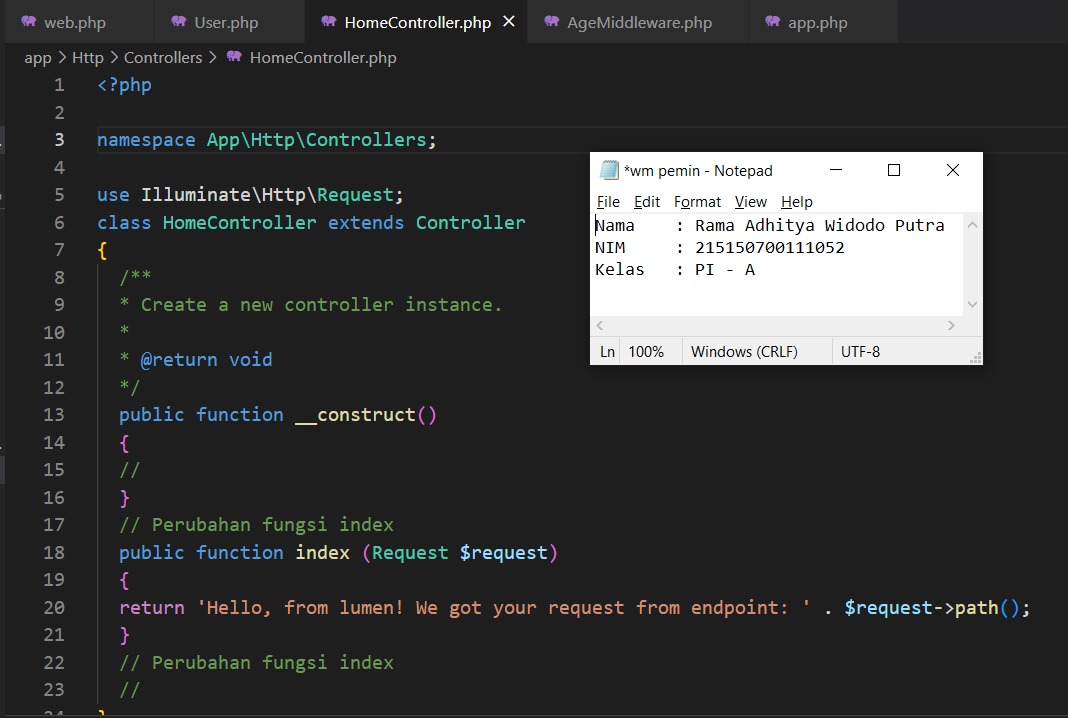 web.php
User.php
HomeController.php
AgeMiddleware.php
app.php
app > Http > Controllers > HomeController.php
1 <?php
2
3 namespace App\Http\Controllers;
4
5 use Illuminate\Http\Request;
6 class HomeController extends Controller
7 {
8 /**
9 * Create a new controller instance.
10 *
11 * @return void
12 */
13 public function __construct()
14 {
15 //
16 }
17 // Perubahan fungsi index
18 public function index (Request $request)
19 {
20 return 'Hello, from lumen! We got your request from endpoint: ' . $request->path();
21 }
22 // Perubahan fungsi index
23 //
24 }
*wm pemin - Notepad
File Edit Format View Help
Nama : Rama Adhitya Widodo Putra
NIM : 215150700111052
Kelas : PI - A
Ln 100% Windows (CRLF) UTF-8